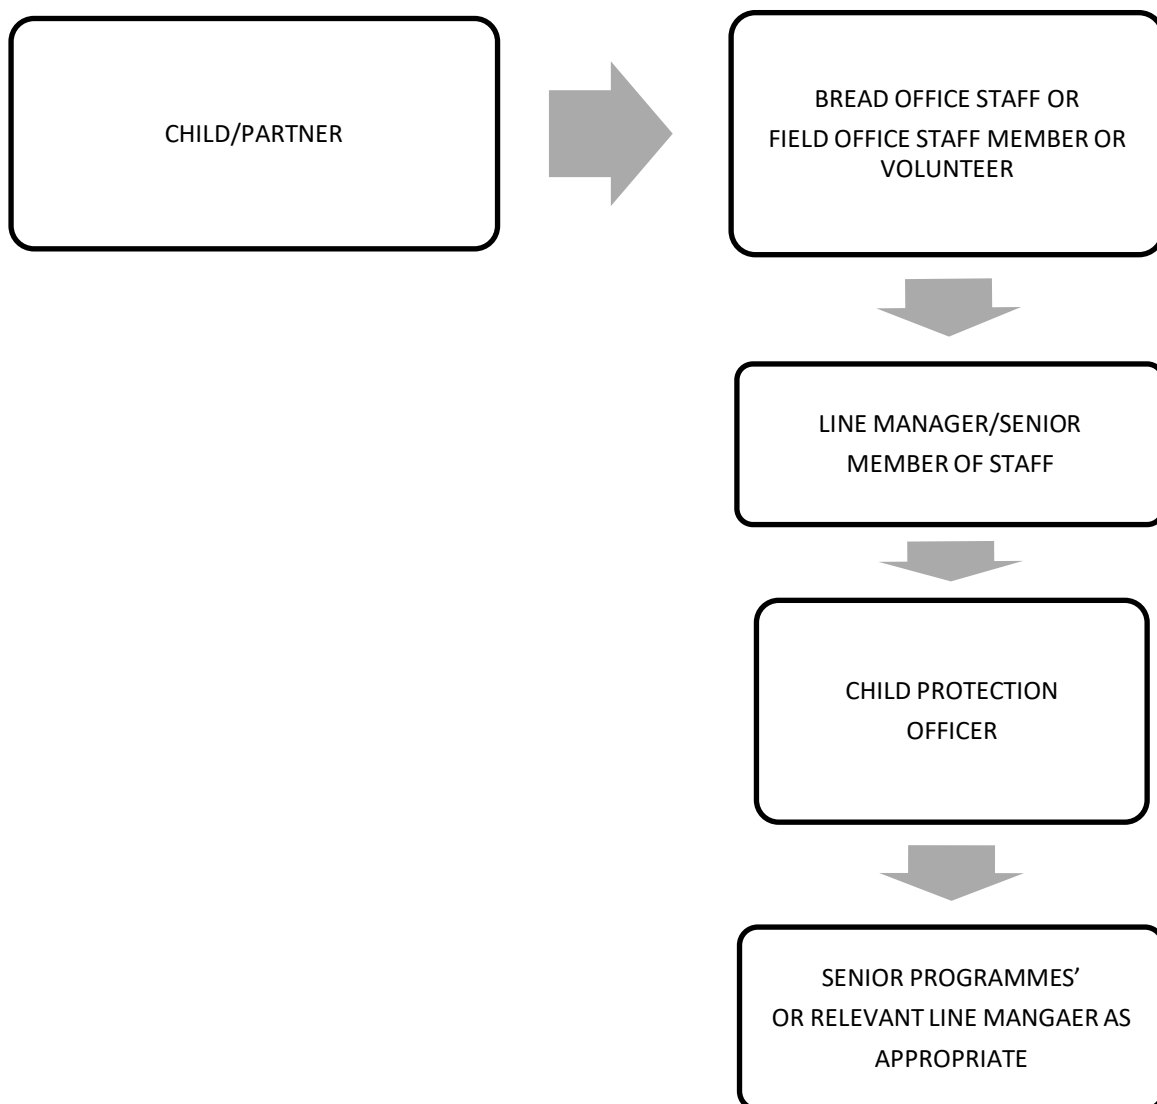 CHILD/PARTNER
BREAD OFFICE STAFF OR
FIELD OFFICE STAFF MEMBER OR
VOLUNTEER
LINE MANAGER/SENIOR
MEMBER OF STAFF
CHILD PROTECTION
OFFICER
SENIOR PROGRAMMES’
OR RELEVANT LINE MANGAER AS
APPROPRIATE